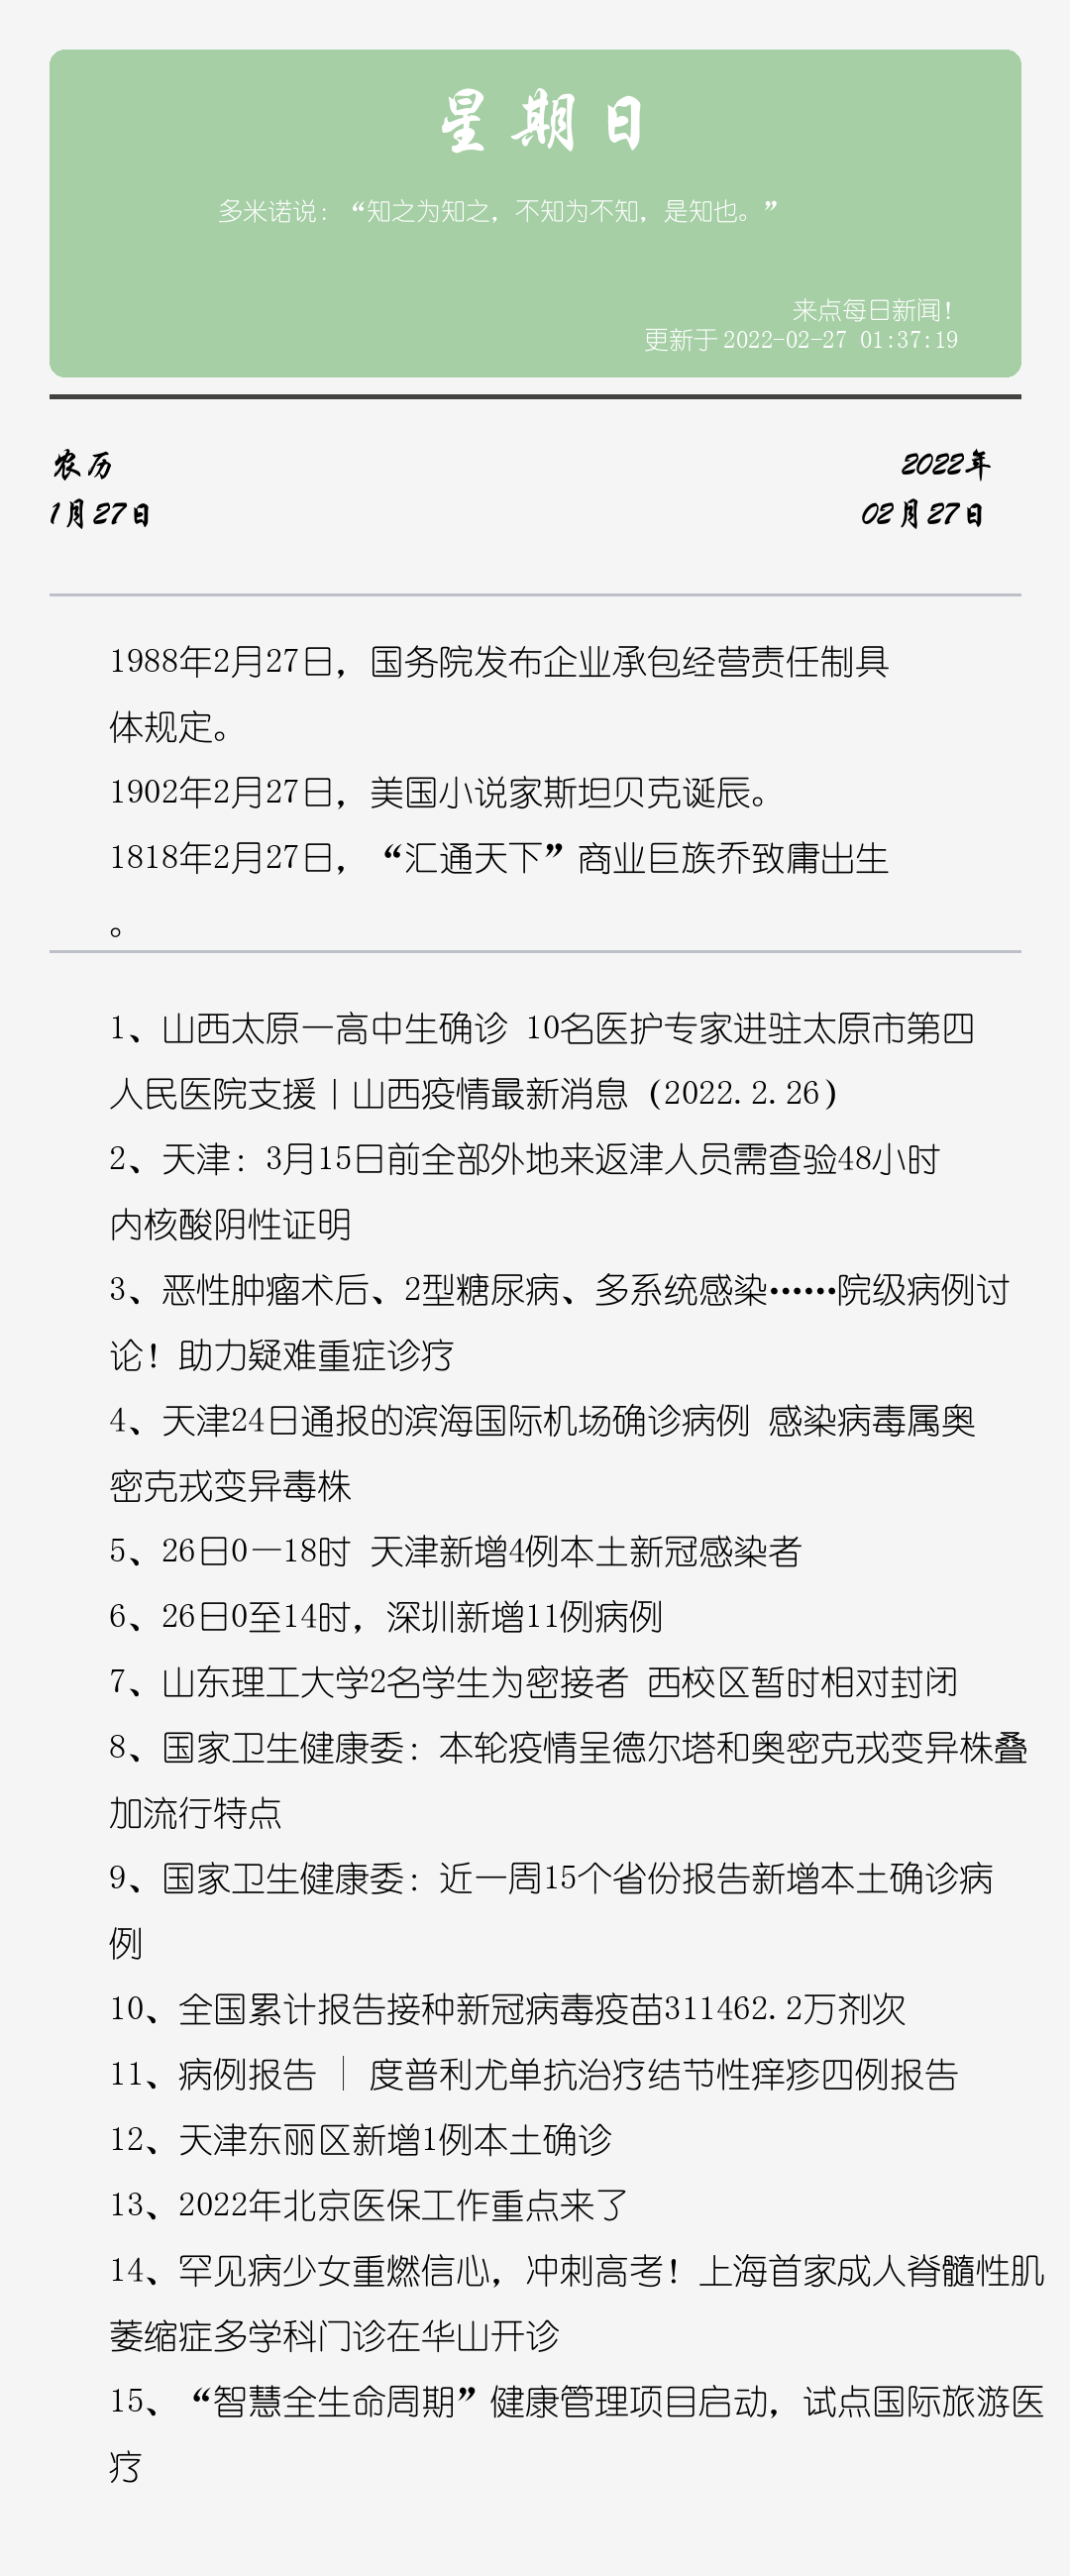 星期日
多米诺说：“知之为知之，不知为不知，是知也。”
来点每日新闻！
更新于 2022-02-27 01:37:19
农历
2022年
1月27日
02月27日
1988年2月27日，国务院发布企业承包经营责任制具
体规定。
1902年2月27日，美国小说家斯坦贝克诞辰。
1818年2月27日，“汇通天下”商业巨族乔致庸出生
。
1、山西太原一高中生确诊 10名医护专家进驻太原市第四
人民医院支援丨山西疫情最新消息（2022.2.26）
2、天津：3月15日前全部外地来返津人员需查验48小时
内核酸阴性证明
3、恶性肿瘤术后、2型糖尿病、多系统感染……院级病例讨
论！助力疑难重症诊疗
4、天津24日通报的滨海国际机场确诊病例 感染病毒属奥
密克戎变异毒株
5、26日0—18时 天津新增4例本土新冠感染者
6、26日0至14时，深圳新增11例病例
7、山东理工大学2名学生为密接者 西校区暂时相对封闭
8、国家卫生健康委：本轮疫情呈德尔塔和奥密克戎变异株叠
加流行特点
9、国家卫生健康委：近一周15个省份报告新增本土确诊病
例
10、全国累计报告接种新冠病毒疫苗311462.2万剂次
11、病例报告 │ 度普利尤单抗治疗结节性痒疹四例报告
12、天津东丽区新增1例本土确诊
13、2022年北京医保工作重点来了
14、罕见病少女重燃信心，冲刺高考！上海首家成人脊髓性肌
萎缩症多学科门诊在华山开诊
15、“智慧全生命周期”健康管理项目启动，试点国际旅游医
疗